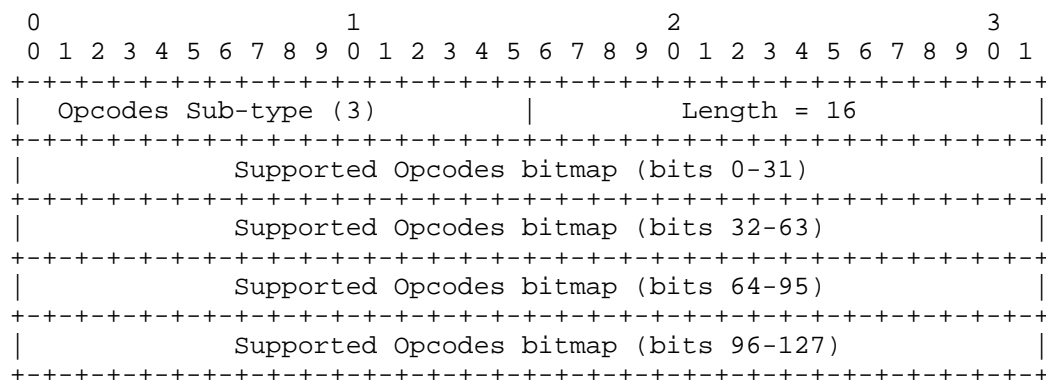 0                   1                   2                   3
 0 1 2 3 4 5 6 7 8 9 0 1 2 3 4 5 6 7 8 9 0 1 2 3 4 5 6 7 8 9 0 1
+-+-+-+-+-+-+-+-+-+-+-+-+-+-+-+-+-+-+-+-+-+-+-+-+-+-+-+-+-+-+-+-+
|  Opcodes Sub-type (3)         |         Length = 16           |
+-+-+-+-+-+-+-+-+-+-+-+-+-+-+-+-+-+-+-+-+-+-+-+-+-+-+-+-+-+-+-+-+
|             Supported Opcodes bitmap (bits 0-31)              |
+-+-+-+-+-+-+-+-+-+-+-+-+-+-+-+-+-+-+-+-+-+-+-+-+-+-+-+-+-+-+-+-+
|             Supported Opcodes bitmap (bits 32-63)             |
+-+-+-+-+-+-+-+-+-+-+-+-+-+-+-+-+-+-+-+-+-+-+-+-+-+-+-+-+-+-+-+-+
|             Supported Opcodes bitmap (bits 64-95)             |
+-+-+-+-+-+-+-+-+-+-+-+-+-+-+-+-+-+-+-+-+-+-+-+-+-+-+-+-+-+-+-+-+
|             Supported Opcodes bitmap (bits 96-127)            |
+-+-+-+-+-+-+-+-+-+-+-+-+-+-+-+-+-+-+-+-+-+-+-+-+-+-+-+-+-+-+-+-+